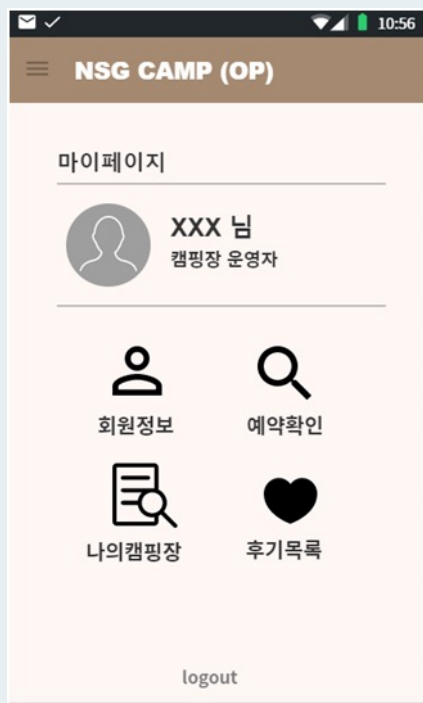 10:56
NSG CAMP (OP)
마이페이지
XXX 님
캠핑장 운영자
회원정보
예약확인
나의캠핑장
후기목록
logout